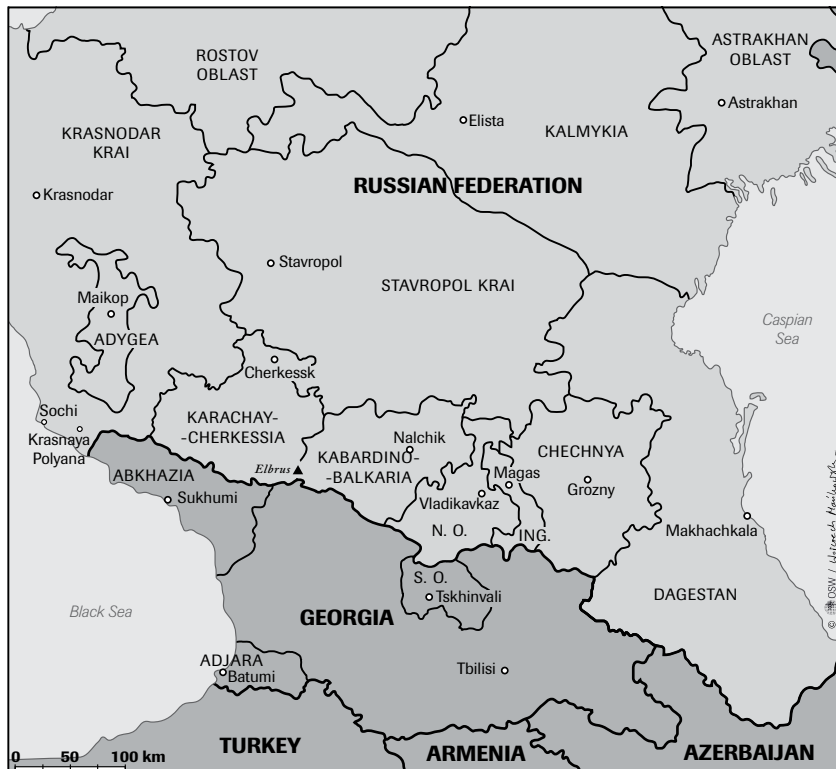 ROSTOV
OBLAST
ASTRAKHAN
OBLAST
Astrakhan
Elista
KALMYKIA
KRASNODAR
KRAI
Krasnodar
RUSSIAN FEDERATION
Stavropol
STAVROPOL KRAI
Maikop
ADYGEA
Caspian
Sea
Cherkessk
Sochi
Krasnaya
Polyana
KARACHAY-
-CHERKESSIA
Elbrus
Nalchik
KABARDINO-
-BALKARIA
CHECHNYA
Magas
Grozny
Vladikavkaz
N. O.
ING.
Makhachkala
DAGESTAN
ABKHAZIA
Sukhumi
S. O.
Tskhinvali
Black Sea
GEORGIA
ADJARA
Batumi
Tbilisi
TURKEY
ARMENIA
AZERBAIJAN
0 50 100 km
© OSW / Wojciech